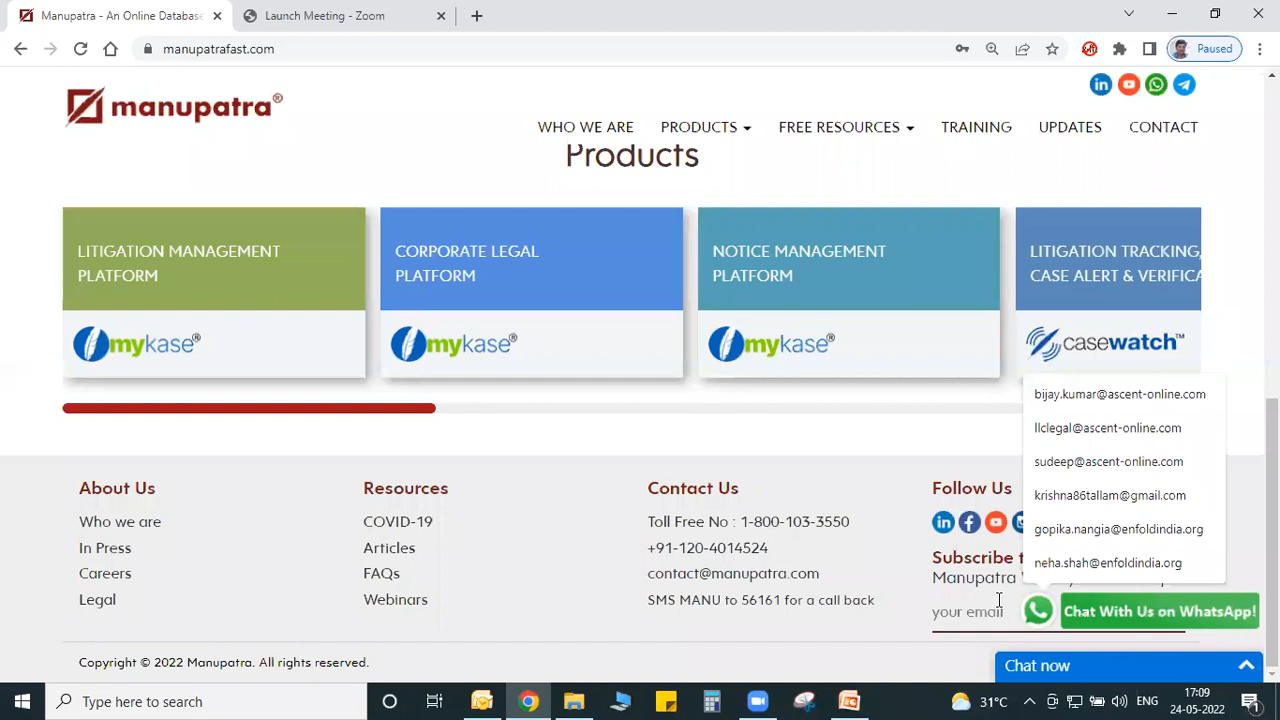 Manupatra - An Online Database
Launch Meeting - Zoom
manupatrafast.com
Paused
manupatra®
WHO WE ARE
PRODUCTS
FREE RESOURCES
TRAINING
UPDATES
CONTACT
Products
LITIGATION MANAGEMENT
PLATFORM
mykase®
CORPORATE LEGAL
PLATFORM
mykase®
NOTICE MANAGEMENT
PLATFORM
mykase®
LITIGATION TRACKING,
CASE ALERT & VERIFICA
casewatch™
bijay.kumar@ascent-online.com
llclegal@ascent-online.com
sudeep@ascent-online.com
krishna86tallam@gmail.com
gopika.nangia@enfoldindia.org
neha.shah@enfoldindia.org
About Us
Who we are
In Press
Careers
Legal
Resources
COVID-19
Articles
FAQs
Webinars
Contact Us
Toll Free No : 1-800-103-3550
+91-120-4014524
contact@manupatra.com
SMS MANU to 56161 for a call back
Follow Us
Subscribe t
Manupatra
your email
Chat With Us on WhatsApp!
Copyright © 2022 Manupatra. All rights reserved.
Chat now
Type here to search
31°C
ENG
17:09
24-05-2022
1